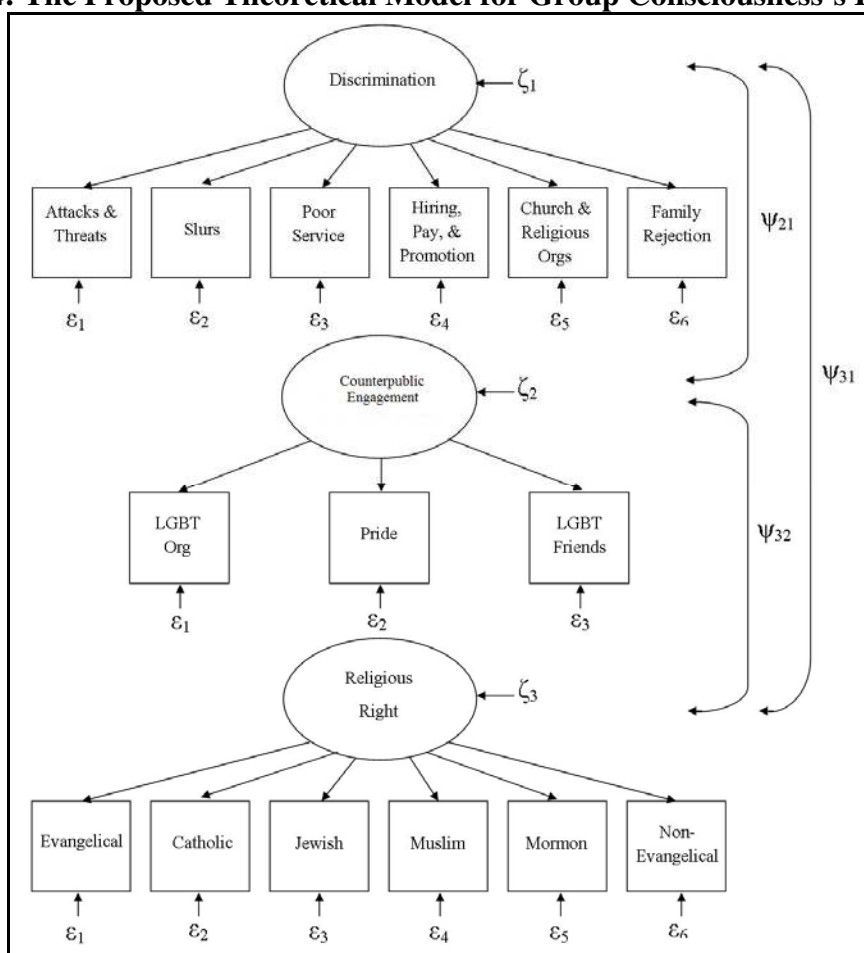 The Proposed Theoretical Model for Group Consciousness's
Discrimination
ζ1
Attacks &
Threats
Slurs
Poor
Service
Hiring,
Pay, &
Promotion
Church &
Religious
Orgs
Family
Rejection
ε1
ε2
ε3
ε4
ε5
ε6
ψ21
Counterpublic
Engagement
ζ2
ψ31
LGBT
Org
Pride
LGBT
Friends
ψ32
ε1
ε2
ε3
Religious
Right
ζ3
Evangelical
Catholic
Jewish
Muslim
Mormon
Non-
Evangelical
ε1
ε2
ε3
ε4
ε5
ε6